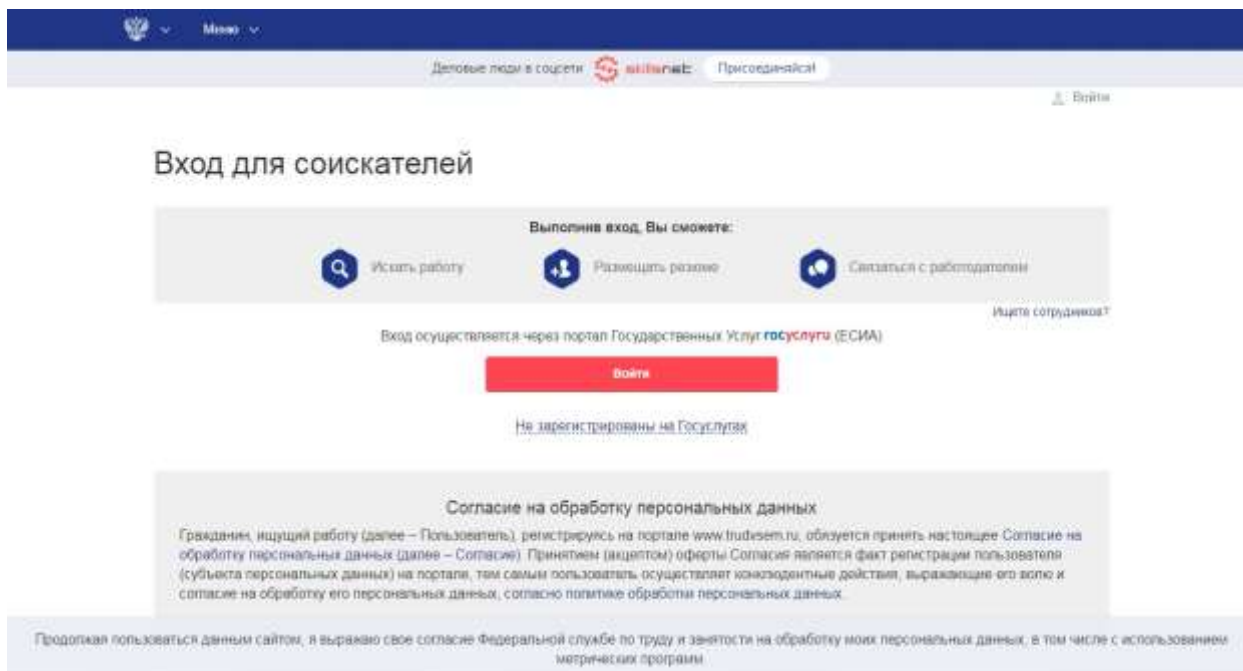 Меню
Деловые люди в соцсети skillsnet Присоединяйся!
Войти
Вход для соискателей
Выполнив вход, Вы сможете:
Искать работу Размещать резюме Связаться с работодателем
Ищете сотрудников?
Вход осуществляется через портал Государственных Услуг госуслуги (ЕСИА)
Войти
Не зарегистрированы на Госуслугах
Согласие на обработку персональных данных
Гражданин, ищущий работу (далее – Пользователь), регистрируясь на портале www.trudvsem.ru, обязуется принять настоящее Согласие на
обработку персональных данных (далее – Согласие). Принятием (акцептом) оферты Согласия является факт регистрации пользователя
(субъекта персональных данных) на портале, тем самым пользователь осуществляет конклюдентные действия, выражающие его волю и
согласие на обработку его персональных данных, согласно политике обработки персональных данных.
Продолжая пользоваться данным сайтом, я выражаю свое согласие Федеральной службе по труду и занятости на обработку моих персональных данных, в том числе с использованием
метрических программ